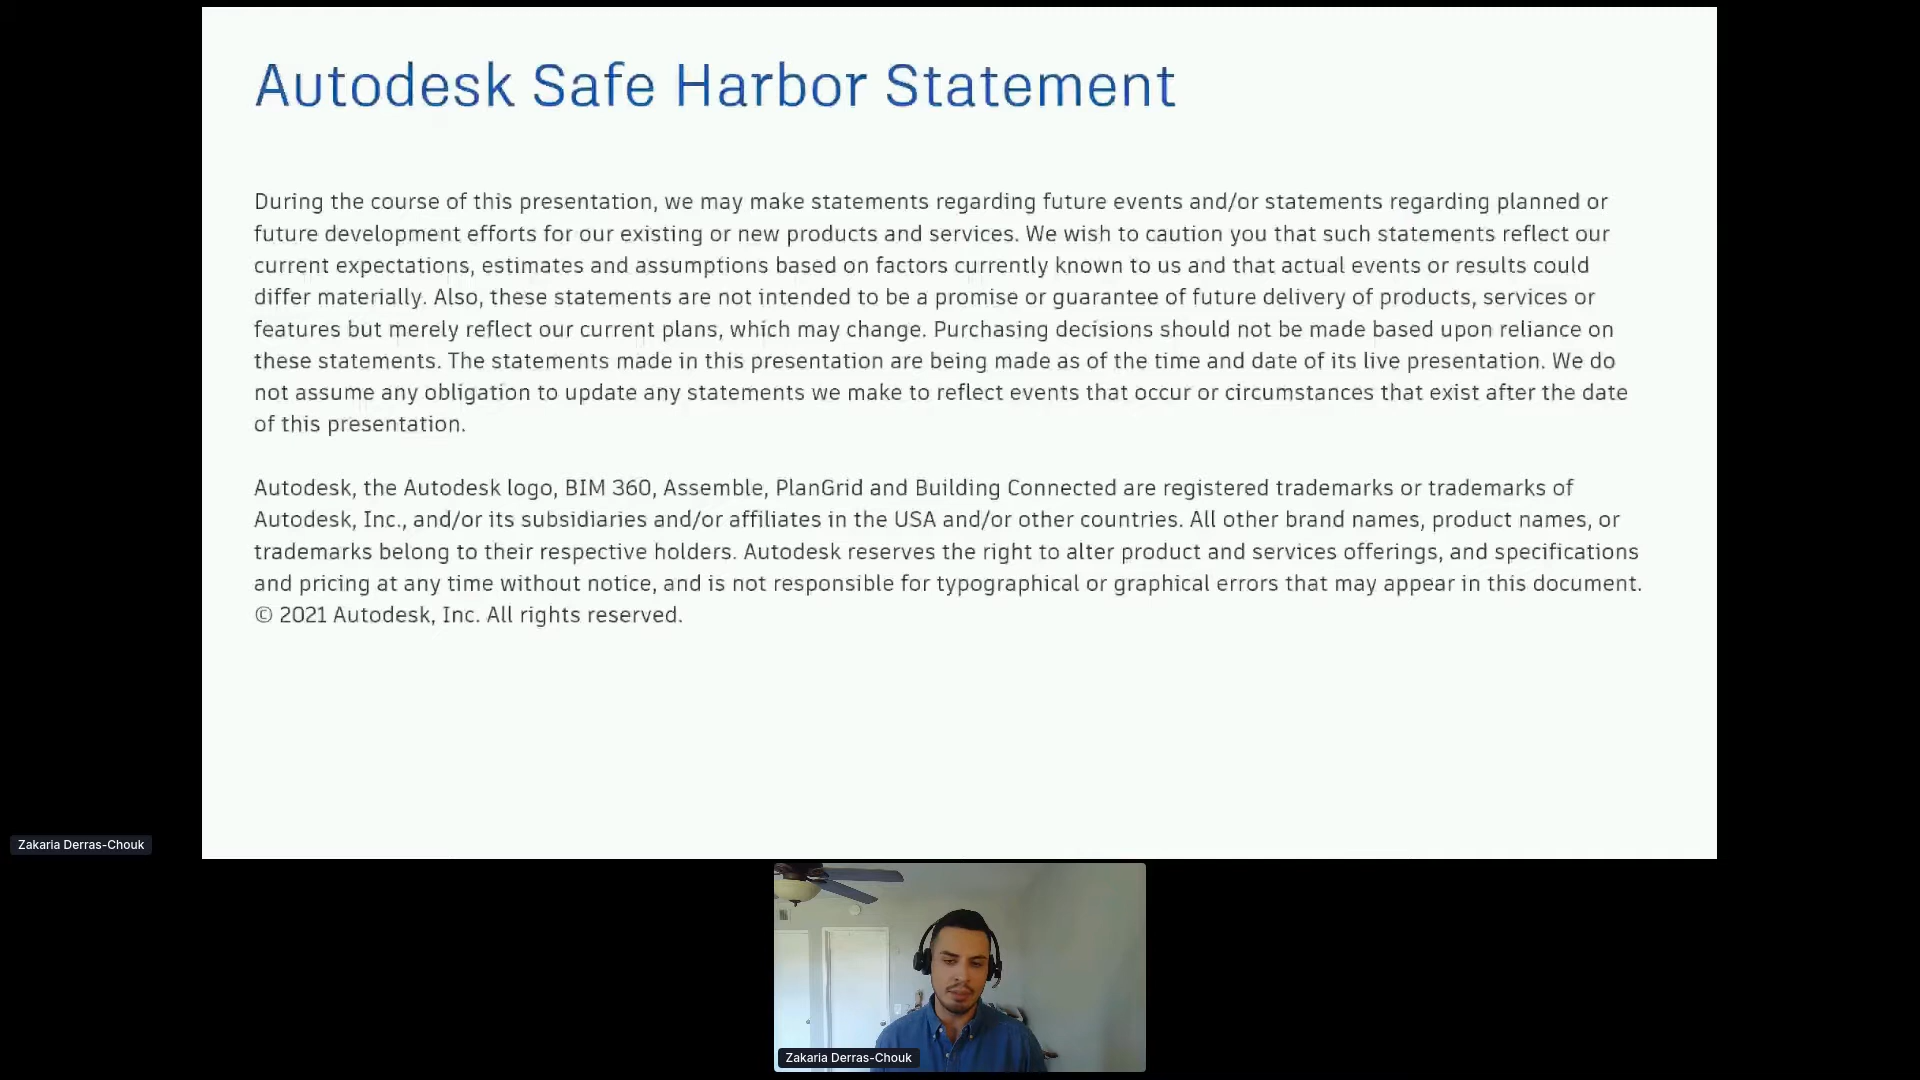 Autodesk Safe Harbor Statement
During the course of this presentation, we may make statements regarding future events and/or statements regarding planned or
future development efforts for our existing or new products and services. We wish to caution you that such statements reflect our
current expectations, estimates and assumptions based on factors currently known to us and that actual events or results could
differ materially. Also, these statements are not intended to be a promise or guarantee of future delivery of products, services or
features but merely reflect our current plans, which may change. Purchasing decisions should not be made based upon reliance on
these statements. The statements made in this presentation are being made as of the time and date of its live presentation. We do
not assume any obligation to update any statements we make to reflect events that occur or circumstances that exist after the date
of this presentation.
Autodesk, the Autodesk logo, BIM 360, Assemble, PlanGrid and Building Connected are registered trademarks or trademarks of
Autodesk, Inc., and/or its subsidiaries and/or affiliates in the USA and/or other countries. All other brand names, product names, or
trademarks belong to their respective holders. Autodesk reserves the right to alter product and services offerings, and specifications
and pricing at any time without notice, and is not responsible for typographical or graphical errors that may appear in this document.
© 2021 Autodesk, Inc. All rights reserved.
Zakaria Derras-Chouk
Zakaria Derras-Chouk